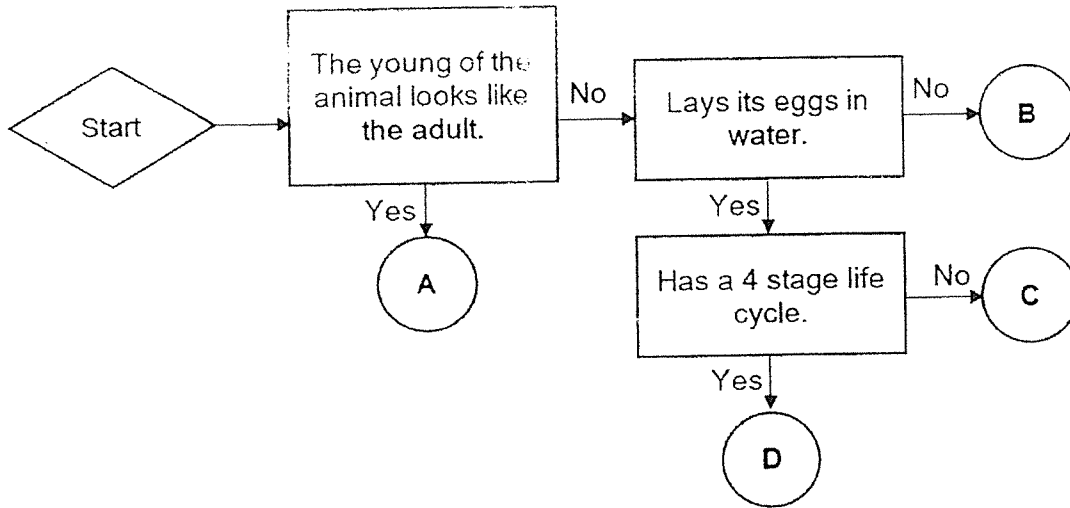 Start
The young of the
animal looks like
the adult.
No
Lays its eggs in
water.
No
B
Yes
A
Yes
Has a 4 stage life
cycle.
No
C
Yes
D